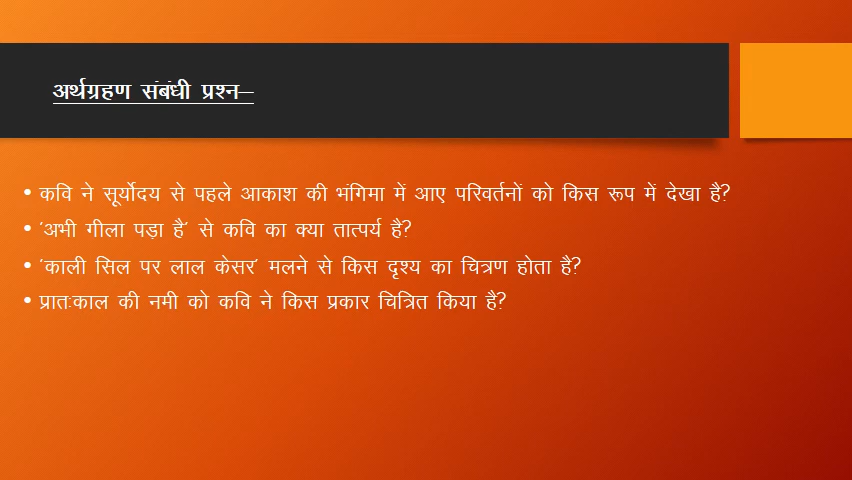 अर्थग्रहण संबंधी प्रश्न–
• कवि ने सूर्योदय से पहले आकाश की भंगिमा में आए परिवर्तनों को किस रूप में देखा है?
• ‘अभी गीला पड़ा है’ से कवि का क्या तात्पर्य है?
• ‘काली सिल पर लाल केसर’ मलने से किस दृश्य का चित्रण होता है?
• प्रातःकाल की नमी को कवि ने किस प्रकार चित्रित किया है?